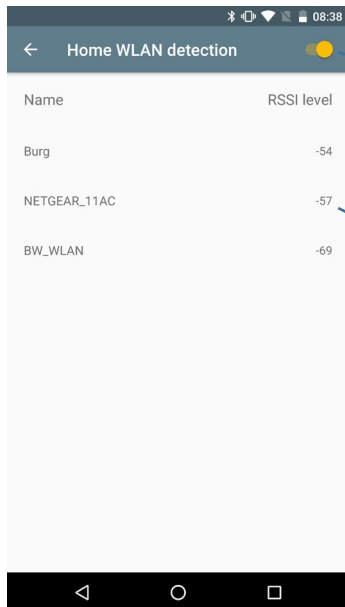 08:38
Home WLAN detection
Name RSSI level
Burg -54
NETGEAR_11AC -57
BW_WLAN -69